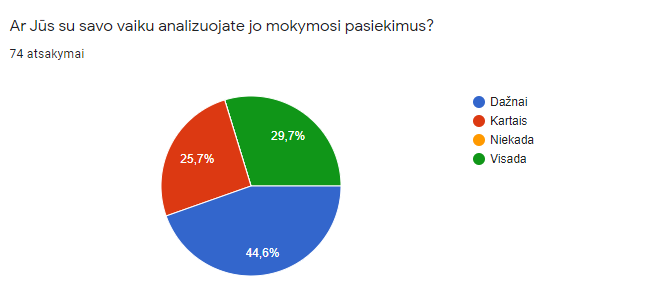 Ar Jūs su savo vaiku analizuojate jo mokymosi pasiekimus?
74 atsakymai
29,7%
25,7%
44,6%
Dažnai
Kartais
Niekada
Visada